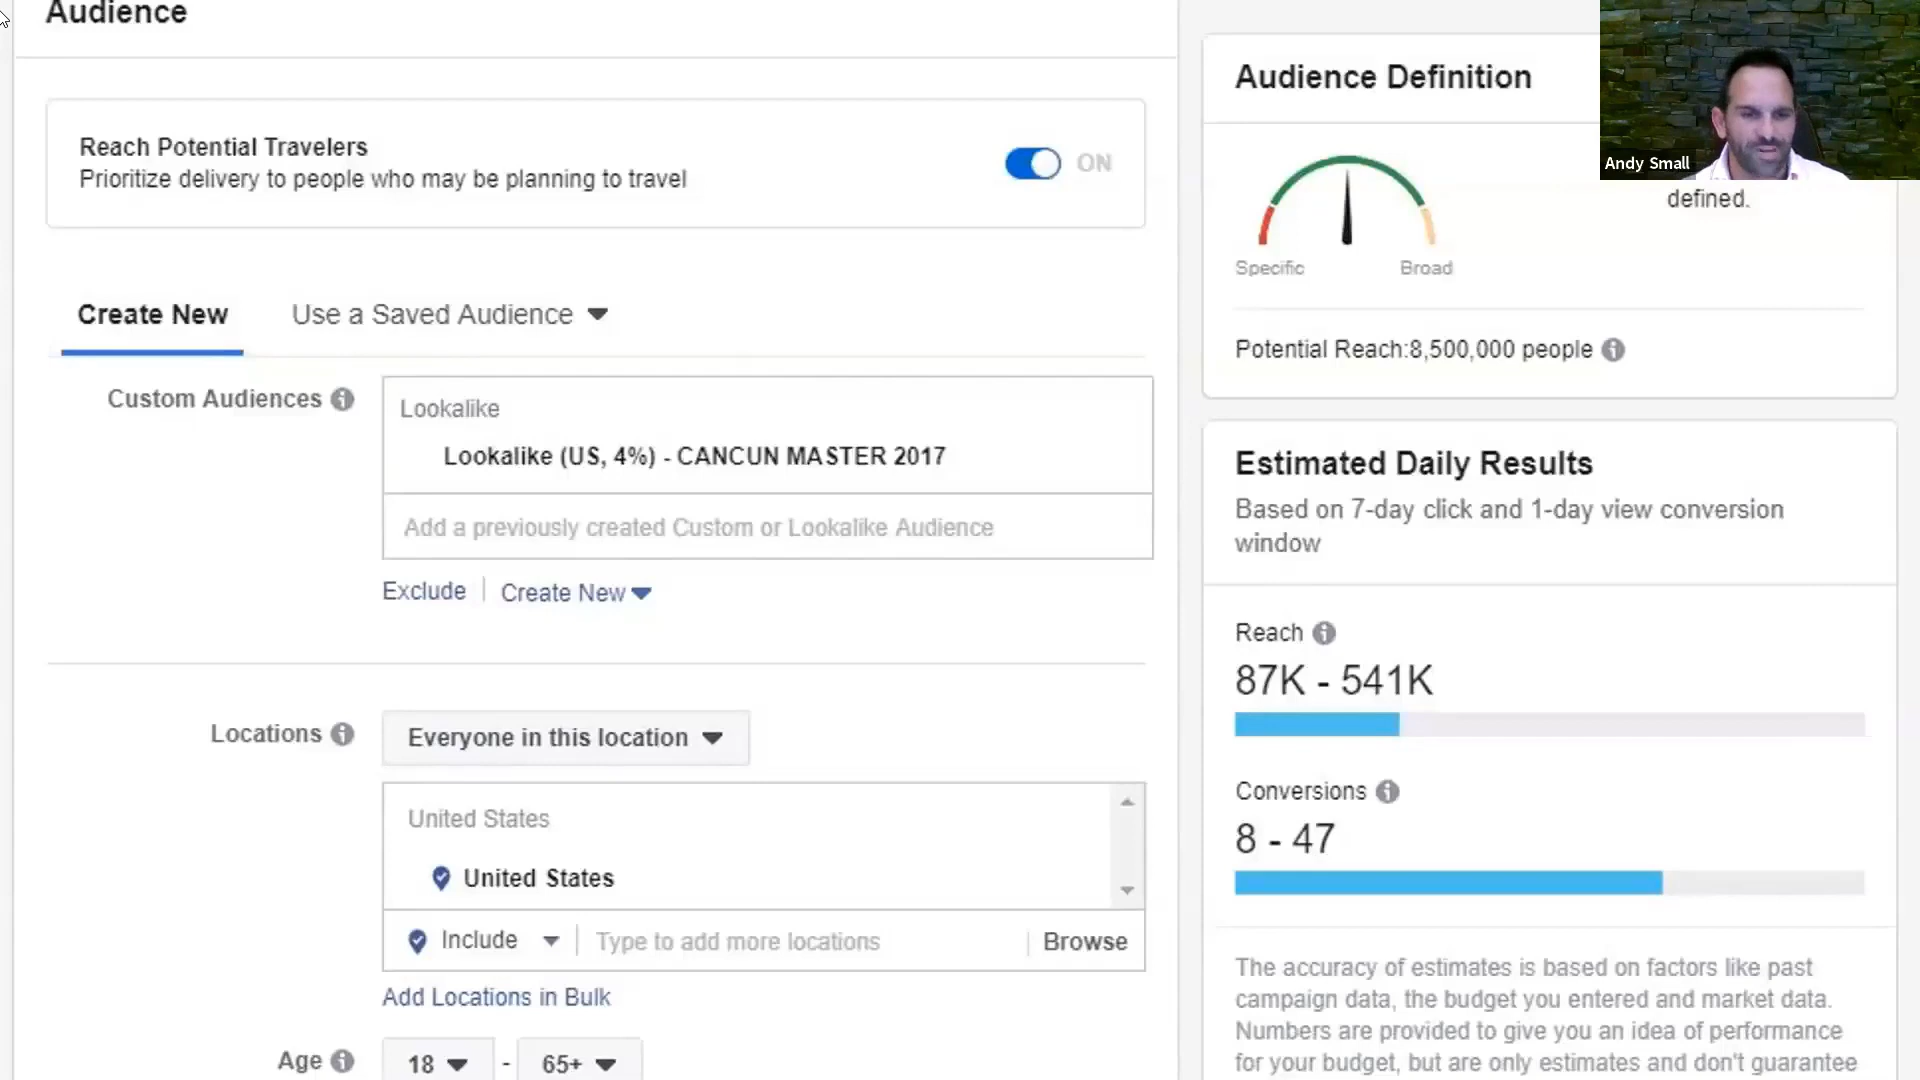 Audience
Reach Potential Travelers
Prioritize delivery to people who may be planning to travel
ON
Create New
Use a Saved Audience
Custom Audiences
Lookalike
Lookalike (US, 4%) - CANCUN MASTER 2017
Add a previously created Custom or Lookalike Audience
Exclude
Create New
Locations
Everyone in this location
United States
United States
Include
Type to add more locations
Browse
Add Locations in Bulk
Age
18 - 65+
Audience Definition
Andy Small
defined.
Specific
Broad
Potential Reach:8,500,000 people
Estimated Daily Results
Based on 7-day click and 1-day view conversion
window
Reach
87K - 541K
Conversions
8 - 47
The accuracy of estimates is based on factors like past
campaign data, the budget you entered and market data.
Numbers are provided to give you an idea of performance
for your budget, but are only estimates and don't guarantee